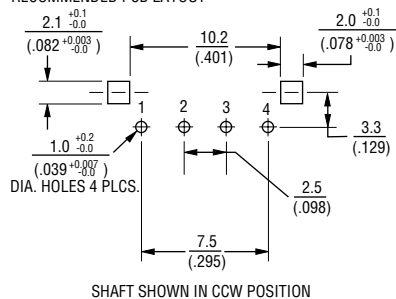 RECOMMENDED PCB LAYOUT
2.1 +0.1 -0.0
(.082 +0.003 -0.0 )
10.2
(.401)
2.0 +0.1 -0.0
(.078 +0.003 -0.0 )
1 2 3 4
1.0 +0.2 -0.0
(.039 +0.007 -0.0 )
DIA. HOLES 4 PLCS.
3.3
(.129)
2.5
(.098)
7.5
(.295)
SHAFT SHOWN IN CCW POSITION